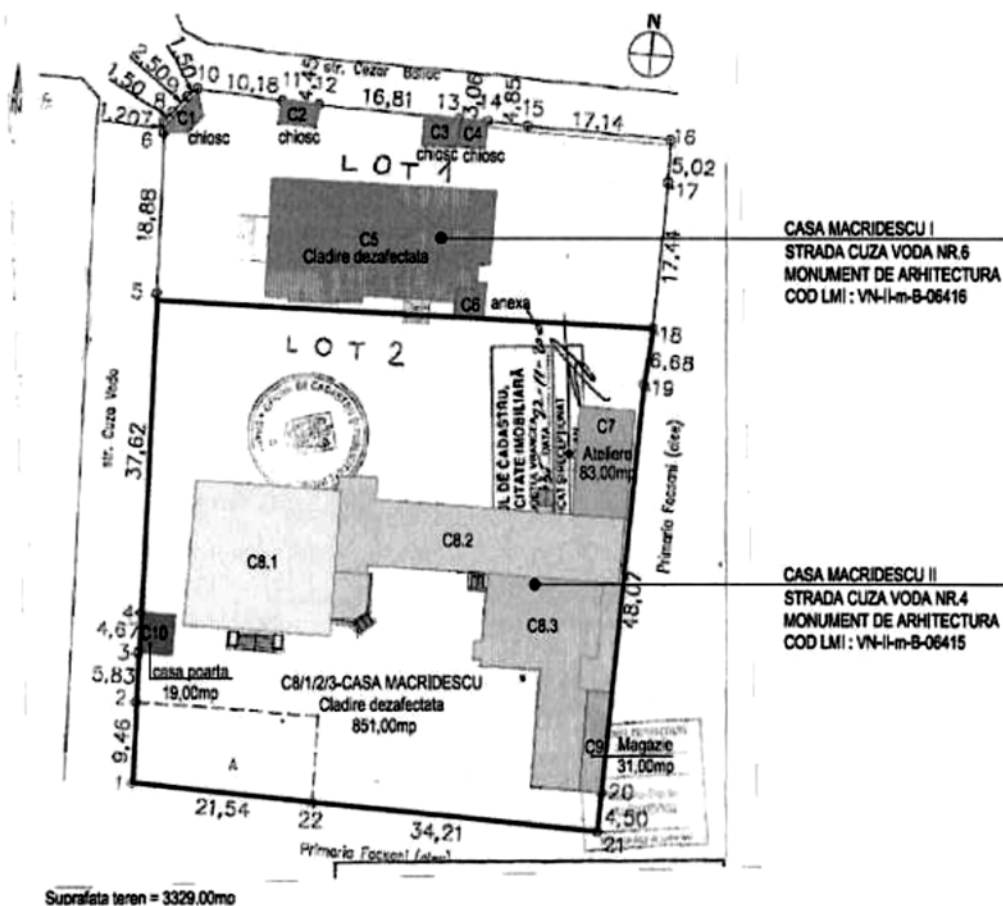 N
str. Cezar Boliac
1,50
2,509
1,50
1,207
10
10,18
11
4,45
12
16,81
13
3,06
14
4,85
15
17,14
16
5,02
17
17,44
18
6,68
19
8
6
C1
chiosc
C2
chiosc
C3
chiosc
C4
chiosc
LOT 1
18,88
5
C5
Cladire dezafectata
C6
anexa
CASA MACRIDESCU I
STRADA CUZA VODA NR.6
MONUMENT DE ARHITECTURA
COD LMI : VN-II-m-B-06416
LOT 2
str. Cuza Voda
37,62
C7
Ateliere
83,00mp
Primaria Focsani (alee)
48,07
C8.1
C8.2
C8.3
CASA MACRIDESCU II
STRADA CUZA VODA NR.4
MONUMENT DE ARHITECTURA
COD LMI : VN-II-m-B-06415
4
4,67
3
5,83
2
9,46
1
C10
casa poarta
19,00mp
C8/1/2/3-CASA MACRIDESCU
Cladire dezafectata
851,00mp
A
C9
Magazie
31,00mp
20
4,50
21
21,54
22
34,21
Primaria Focsani (alee)
Suprafata teren = 3329,00mp